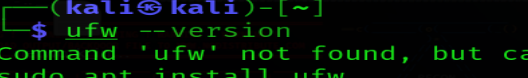 ┌──(kali㉿kali)-[~]
└─$ ufw --version
Command 'ufw' not found, but ca
sudo apt install ufw